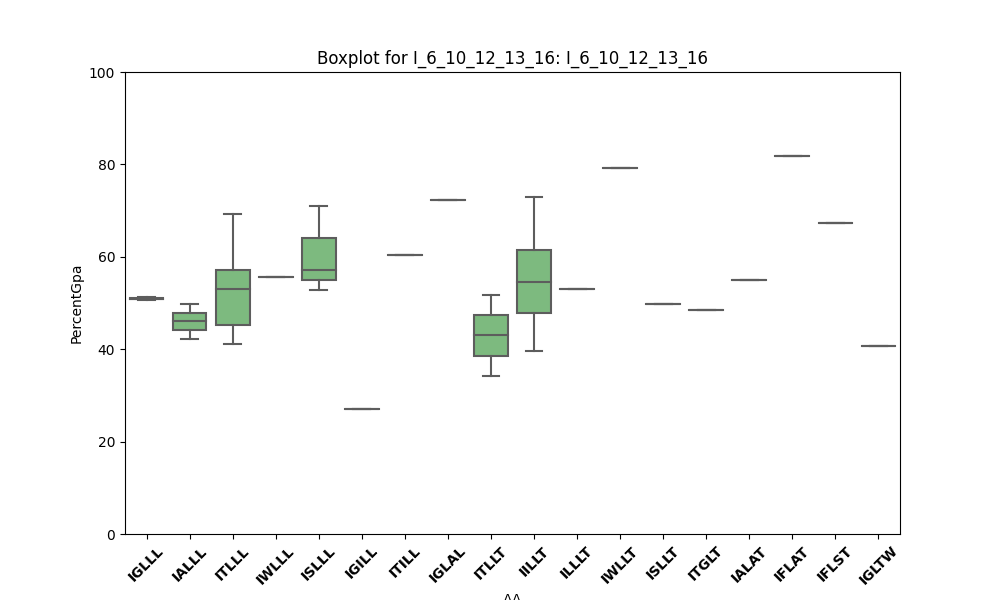 Boxplot for I_6_10_12_13_16: I_6_10_12_13_16
PercentGpa
100
80
60
40
20
0
IGLLL
IALLL
ITLLL
IWLLL
ISLLL
IGILL
ITILL
IGLAL
ITLLT
IILLT
ILLLT
IWLLT
ISLLT
ITGLT
IALAT
IFLAT
IFLST
IGLTW
AA